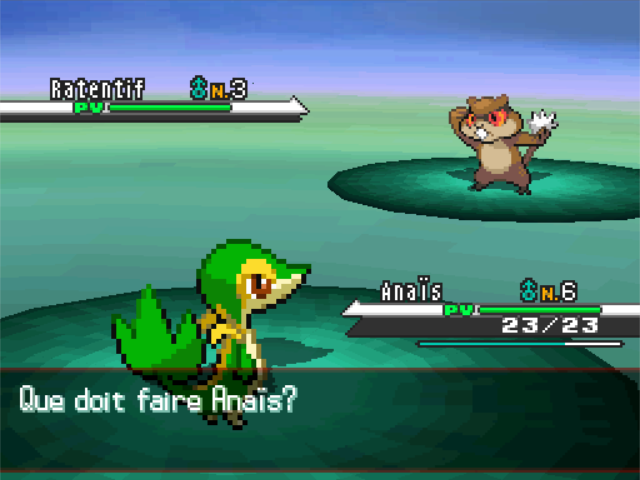 Ratentif ♂ N.3
PV
Anaïs ♂ N.6
PV
23/23
Que doit faire Anaïs?